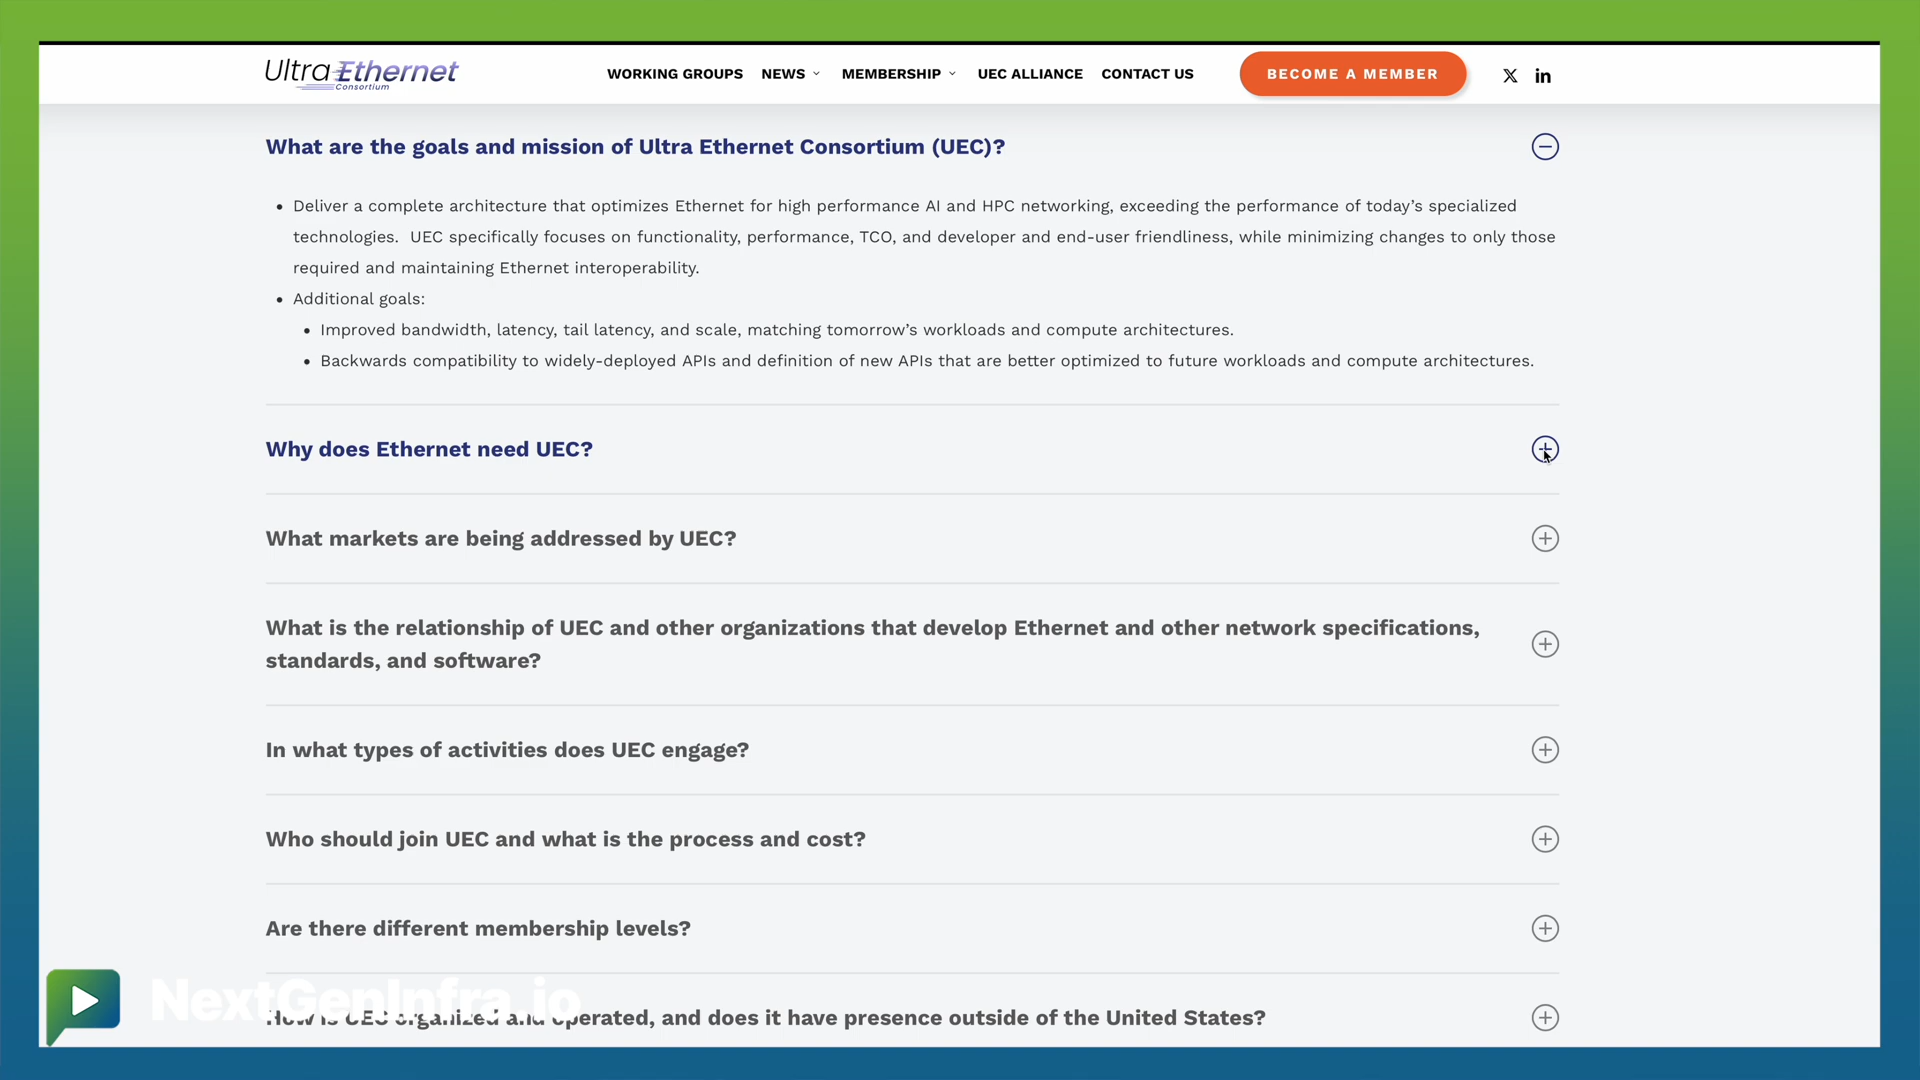 Ultra Ethernet
Consortium
WORKING GROUPS NEWS MEMBERSHIP UEC ALLIANCE CONTACT US BECOME A MEMBER X in
What are the goals and mission of Ultra Ethernet Consortium (UEC)?
• Deliver a complete architecture that optimizes Ethernet for high performance AI and HPC networking, exceeding the performance of today’s specialized
technologies. UEC specifically focuses on functionality, performance, TCO, and developer and end-user friendliness, while minimizing changes to only those
required and maintaining Ethernet interoperability.
• Additional goals:
• Improved bandwidth, latency, tail latency, and scale, matching tomorrow’s workloads and compute architectures.
• Backwards compatibility to widely-deployed APIs and definition of new APIs that are better optimized to future workloads and compute architectures.
Why does Ethernet need UEC?
What markets are being addressed by UEC?
What is the relationship of UEC and other organizations that develop Ethernet and other network specifications,
standards, and software?
In what types of activities does UEC engage?
Who should join UEC and what is the process and cost?
Are there different membership levels?
NextGenInfra.io
How is UEC organized and operated, and does it have presence outside of the United States?